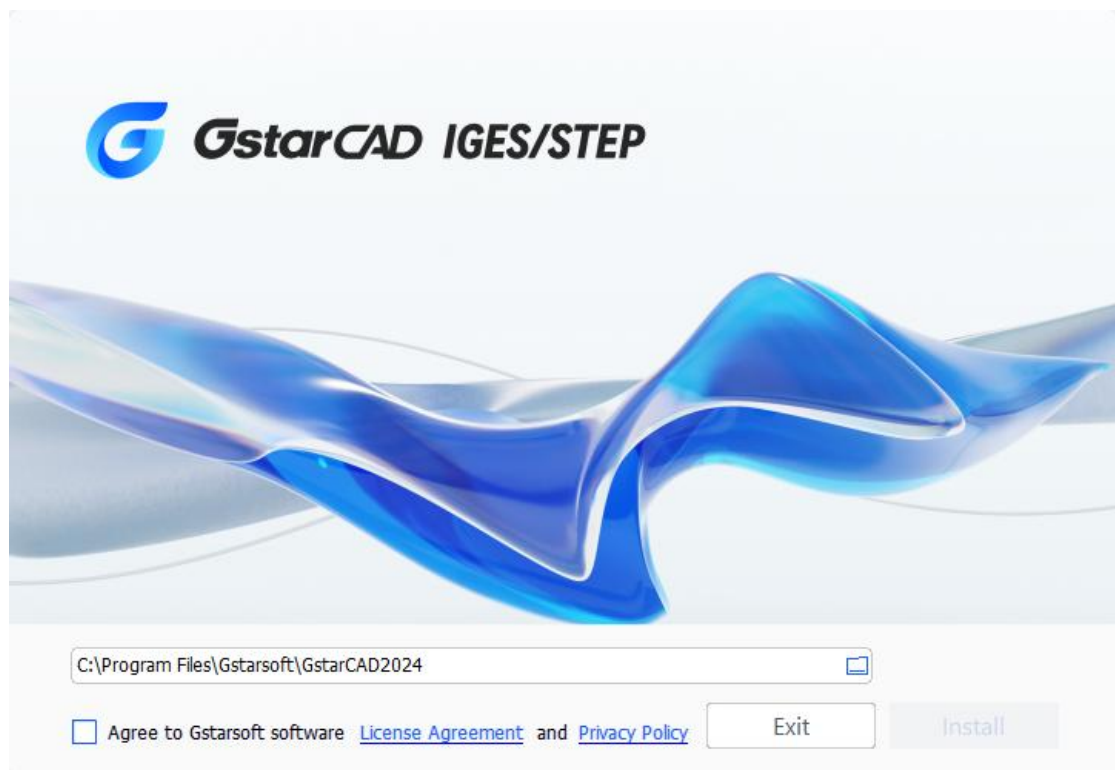 GstarCAD IGES/STEP
C:\Program Files\Gstarsoft\GstarCAD2024
Agree to Gstarsoft software License Agreement and Privacy Policy Exit Install